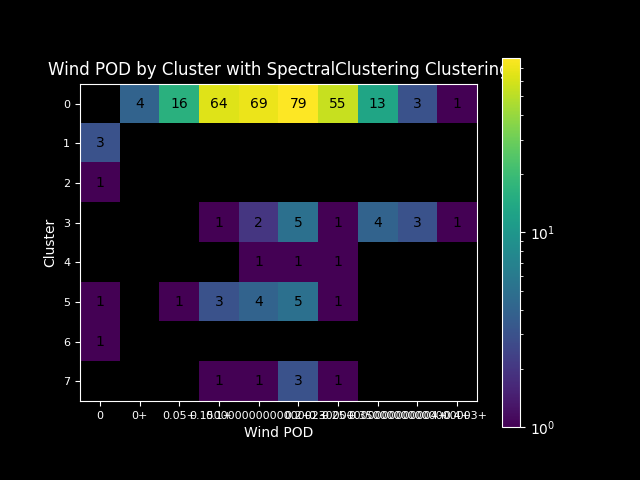 Wind POD by Cluster with SpectralClustering Clustering
0 4 16 64 69 79 55 13 3 1
1 3
2 1
3 1 2 5 1 4 3 1
4 1 1 1
5 1 1 3 4 5 1
6 1
7 1 1 3 1
Cluster
0 0+ 0.05+
Wind POD
10¹
10⁰